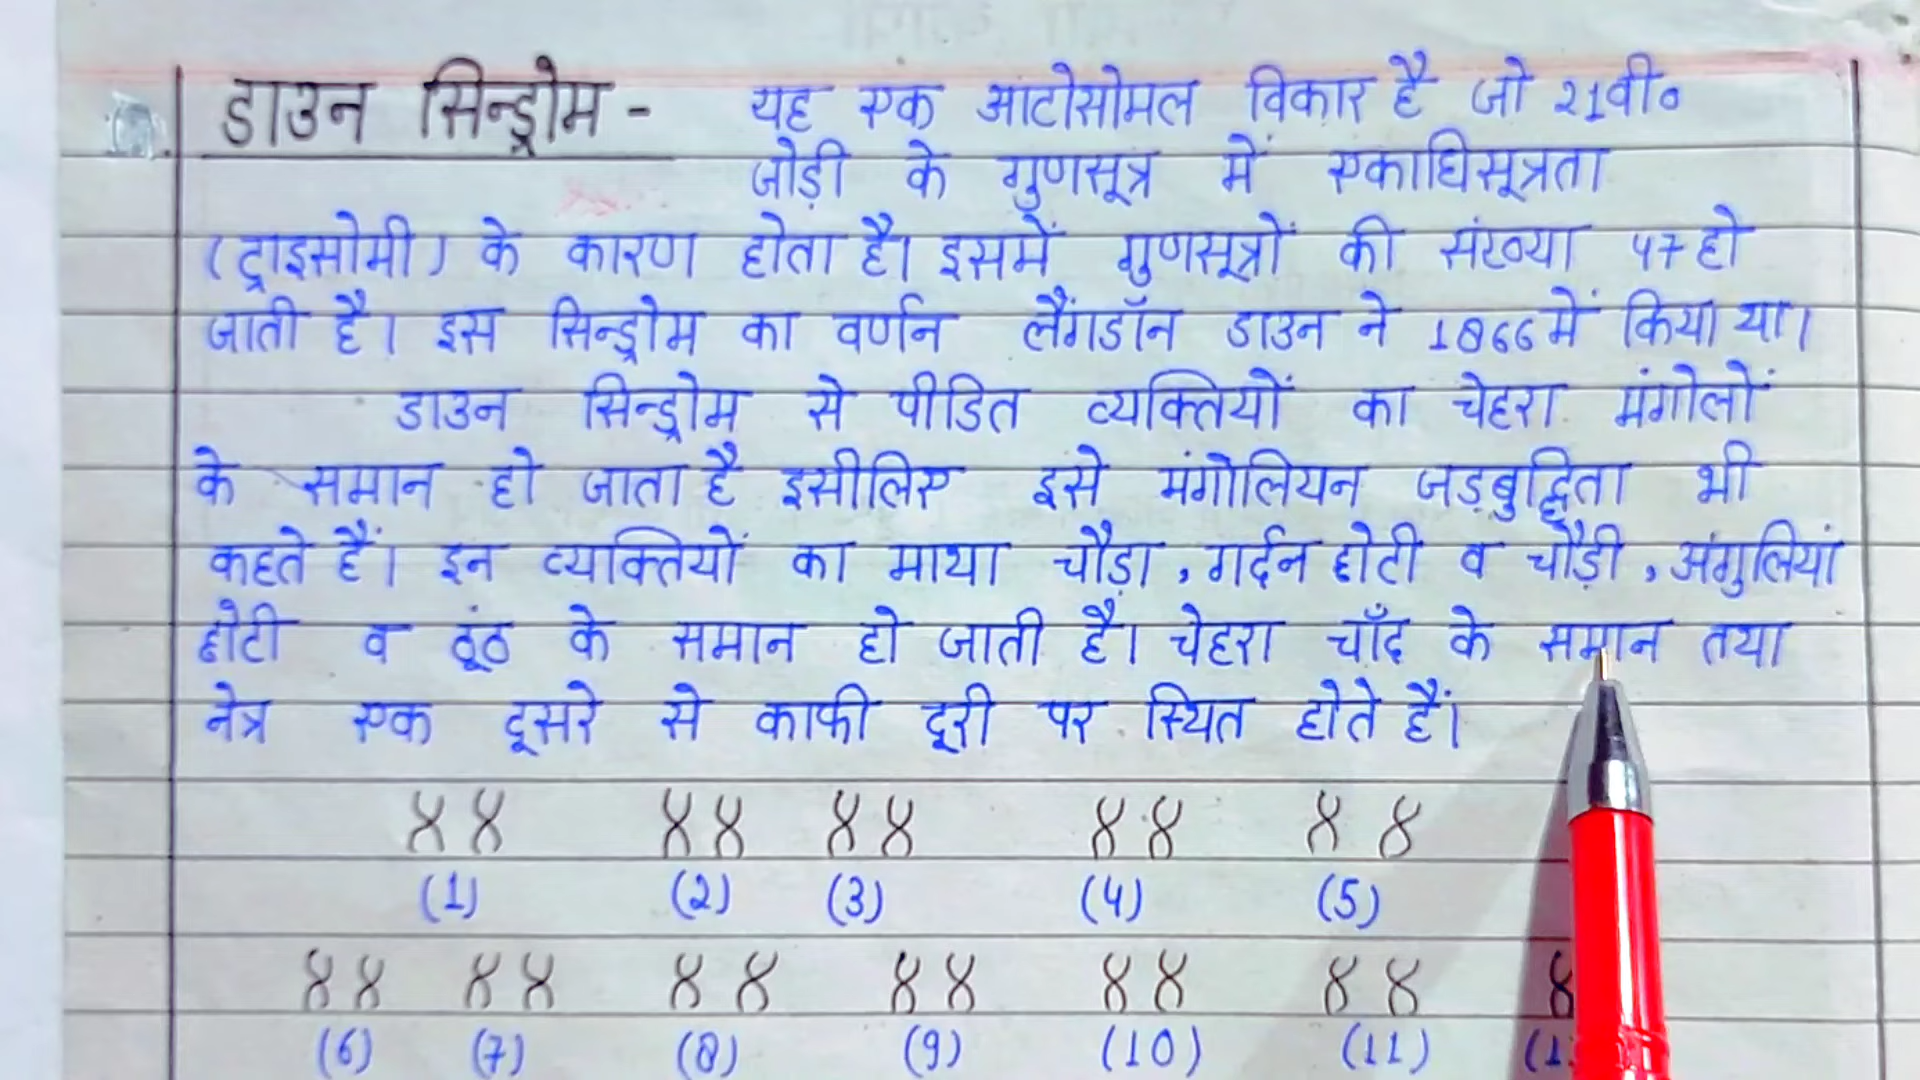 डाउन सिन्ड्रोम - यह एक आटोसोमल विकार है जो 21वी०
जोड़ी के गुणसूत्र में एकाधिसूत्रता
(ट्राइसोमी) के कारण होता है। इसमें गुणसूत्रों की संख्या 47 हो
जाती है। इस सिन्ड्रोम का वर्णन लैंगडॉन डाउन ने 1866 में किया था।
डाउन सिन्ड्रोम से पीडित व्यक्तियों का चेहरा मंगोलों
के समान हो जाता है इसीलिए इसे मंगोलियन जड़बुद्धिता भी
कहते हैं। इन व्यक्तियों का माथा चौड़ा, गर्दन छोटी व चौड़ी, अंगुलियां
छोटी व ठूंठ के समान हो जाती है। चेहरा चाँद के समान तथा
नेत्र एक दूसरे से काफी दूरी पर स्थित होते हैं।
(1) (2) (3) (4) (5)
(6) (7) (8) (9) (10) (11)